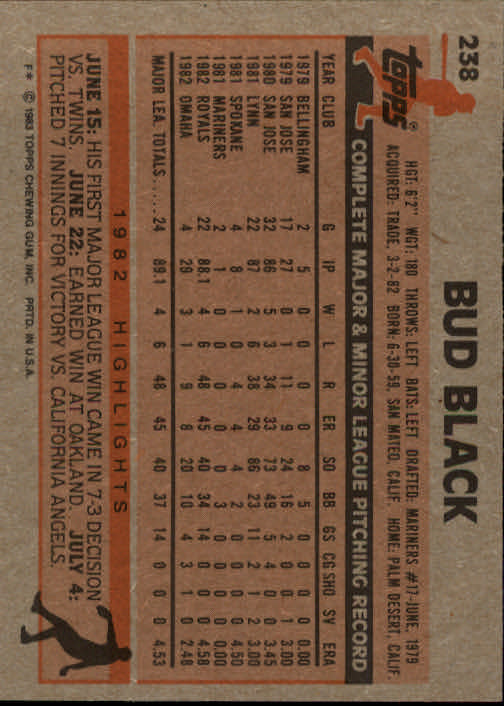 238
BUD BLACK
TOPPS®
HGT: 6'2" WGT: 180 THROWS: LEFT BATS: LEFT DRAFTED: MARINERS #17-JUNE, 1979
ACQUIRED: TRADE, 3-2-82 BORN: 6-30-59, SAN MATEO, CALIF. HOME: PALM DESERT, CALIF.
COMPLETE MAJOR & MINOR LEAGUE PITCHING RECORD
YEAR CLUB G IP W L R ER SO BB GS CG SHO SV ERA
1979 BELLINGHAM 2 5 0 0 0 0 8 5 0 0 0 0 0.00
1979 SAN JOSE 17 27 0 1 11 9 24 16 2 0 0 1 3.00
1980 SAN JOSE 32 86 5 3 34 33 73 49 5 3.45
1981 LYNN 22 87 2 6 38 29 86 23 11 2 3.00
1981 SPOKANE 4 8 1 0 4 4 4 2 4.50
1981 MARINERS 2 1 0 0 0 0 0 3 0 0 0 0 0.00
1982 ROYALS 22 88.1 4 6 48 45 40 34 14 0 0 0 4.58
1982 OMAHA 4 29 3 1 9 8 20 10 4 3 1 0 2.48
MAJOR LEA. TOTALS..... 24 89.1 4 6 48 45 40 37 14 0 0 0 4.53
1982 HIGHLIGHTS
JUNE 15: HIS FIRST MAJOR LEAGUE WIN CAME IN 7-3 DECISION
VS. TWINS. JUNE 22: EARNED WIN AT OAKLAND. JULY 4:
PITCHED 7 INNINGS FOR VICTORY VS. CALIFORNIA ANGELS.
F* © 1983 TOPPS CHEWING GUM, INC. PRTD. IN U.S.A.